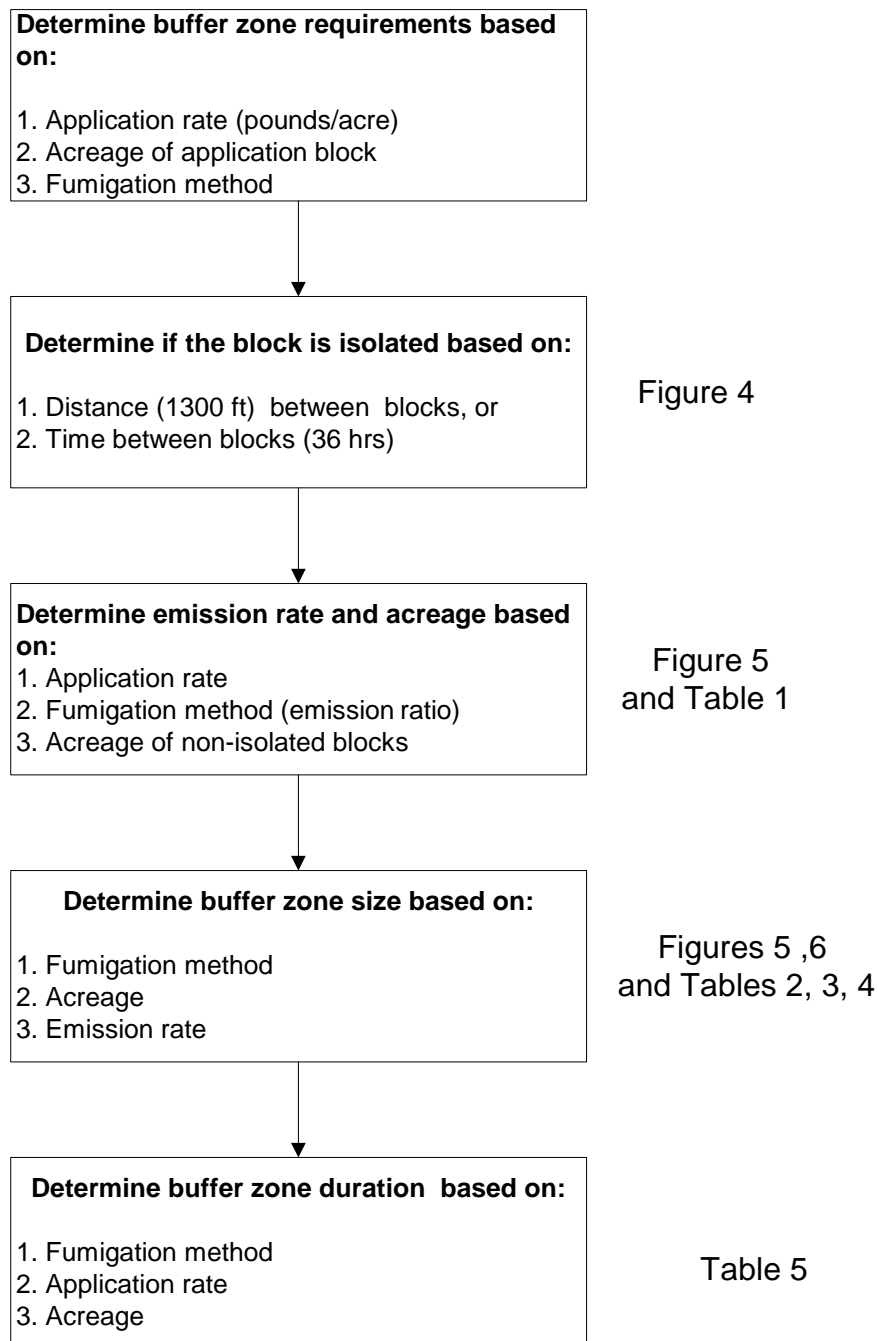 Determine buffer zone requirements based
on:
1. Application rate (pounds/acre)
2. Acreage of application block
3. Fumigation method
Determine if the block is isolated based on:
1. Distance (1300 ft)  between  blocks, or
2. Time between blocks (36 hrs)
Figure 4
Determine emission rate and acreage based
on:
1. Application rate
2. Fumigation method (emission ratio)
3. Acreage of non-isolated blocks
Figure 5
and Table 1
Determine buffer zone size based on:
1. Fumigation method
2. Acreage
3. Emission rate
Figures 5 ,6
and Tables 2, 3, 4
Determine buffer zone duration  based on:
1. Fumigation method
2. Application rate
3. Acreage
Table 5